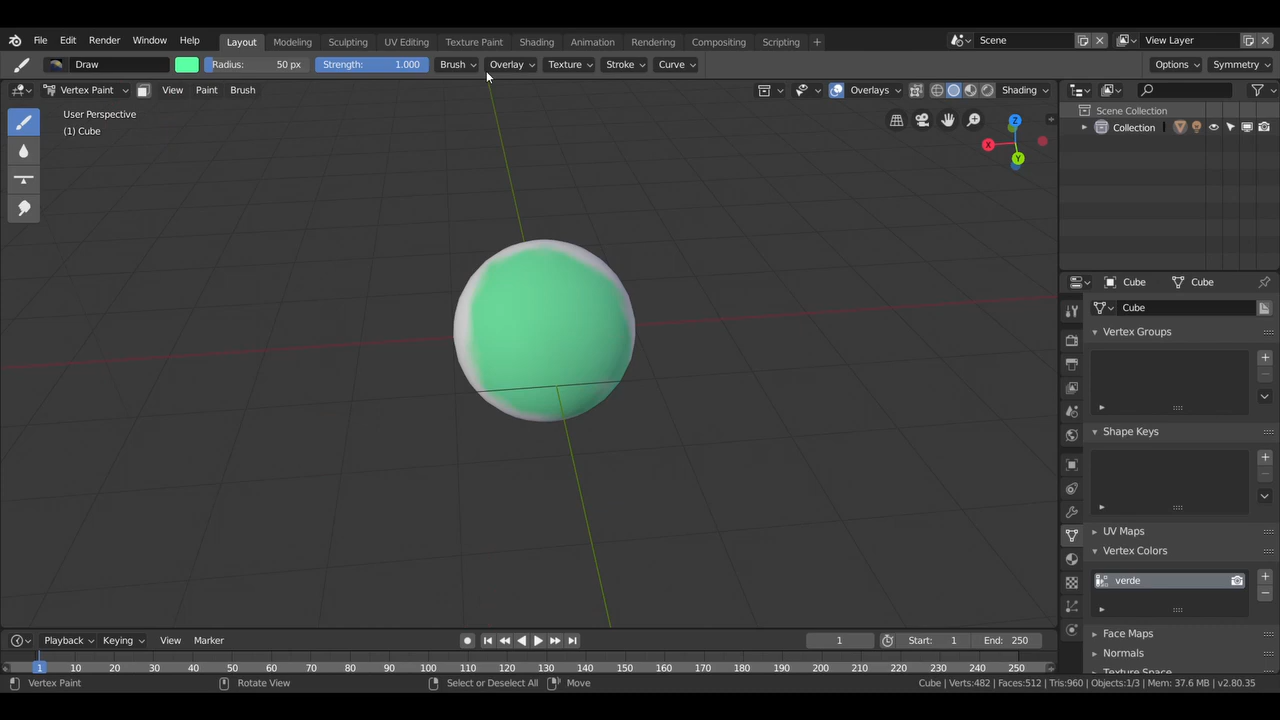 File Edit Render Window Help Layout Modeling Sculpting UV Editing Texture Paint Shading Animation Rendering Compositing Scripting + Scene View Layer
Draw Radius: 50 px Strength: 1.000 Brush Overlay Texture Stroke Curve Options Symmetry
Vertex Paint View Paint Brush Overlays Shading
User Perspective
(1) Cube
Z
X
Y
Scene Collection
Collection
Cube Cube
Cube
Vertex Groups
Shape Keys
UV Maps
Vertex Colors
verde
Face Maps
Normals
Texture Space
Playback Keying View Marker 1 Start: 1 End: 250
1 10 20 30 40 50 60 70 80 90 100 110 120 130 140 150 160 170 180 190 200 210 220 230 240 250
Vertex Paint Rotate View Select or Deselect All Move Cube | Verts:482 | Faces:512 | Tris:960 | Objects:1/3 | Mem: 37.6 MB | v2.80.35